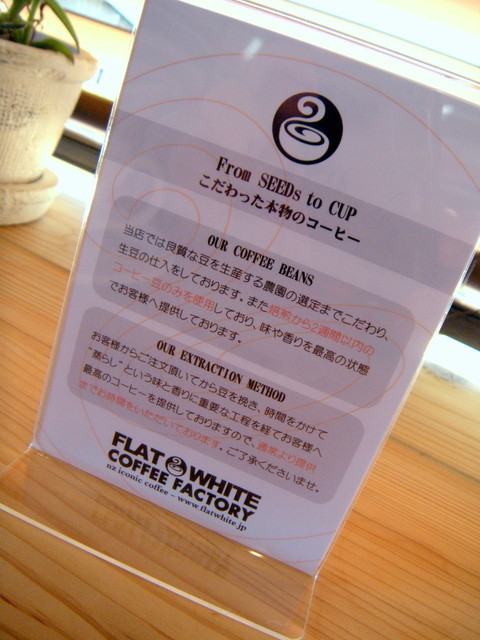 From SEEDs to CUP
こだわった本物のコーヒー
OUR COFFEE BEANS
当店では良質な豆を生産する農園の選定までこだわり、
生豆の仕入をしております。また焙煎から2週間以内の
コーヒー豆のみを使用しており、味や香りを最高の状態
でお客様へ提供しております。
OUR EXTRACTION METHOD
お客様からご注文頂いてから豆を挽き、時間をかけて
"蒸らし"という味と香りに重要な工程を経てお客様へ
最高のコーヒーを提供しておりますので、通常より提供
までお時間をいただいております。ご了承くださいませ。
FLAT WHITE
COFFEE FACTORY
nz iconic coffee - www.flatwhite.jp